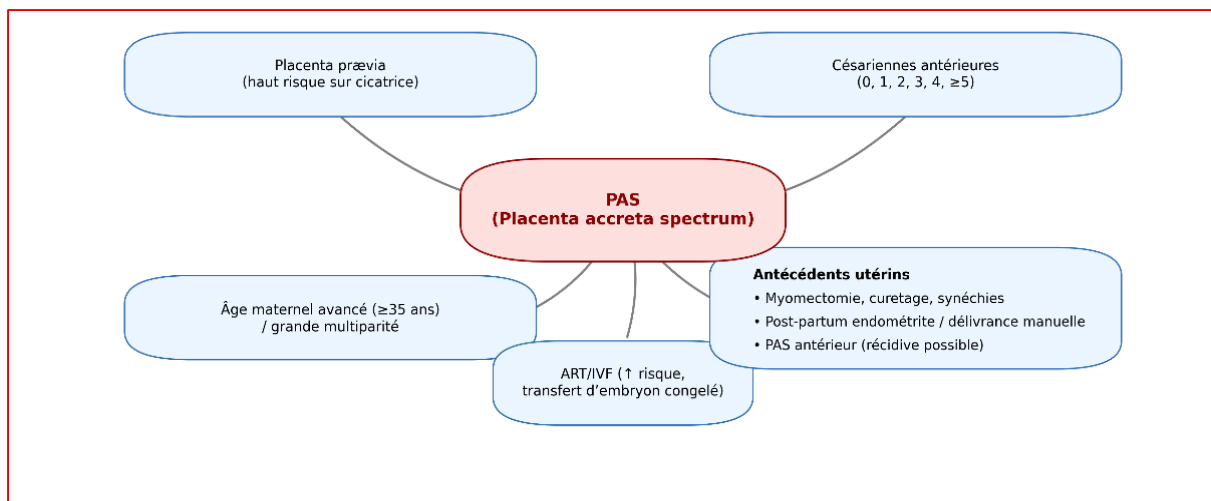 Placenta prævia
(haut risque sur cicatrice)
Césariennes antérieures
(0, 1, 2, 3, 4, ≥5)
PAS
(Placenta accreta spectrum)
Âge maternel avancé (≥35 ans)
/ grande multiparité
ART/IVF (↑ risque,
transfert d’embryon congelé)
Antécédents utérins
• Myomectomie, curetage, synéchies
• Post-partum endométrite / délivrance manuelle
• PAS antérieur (récidive possible)